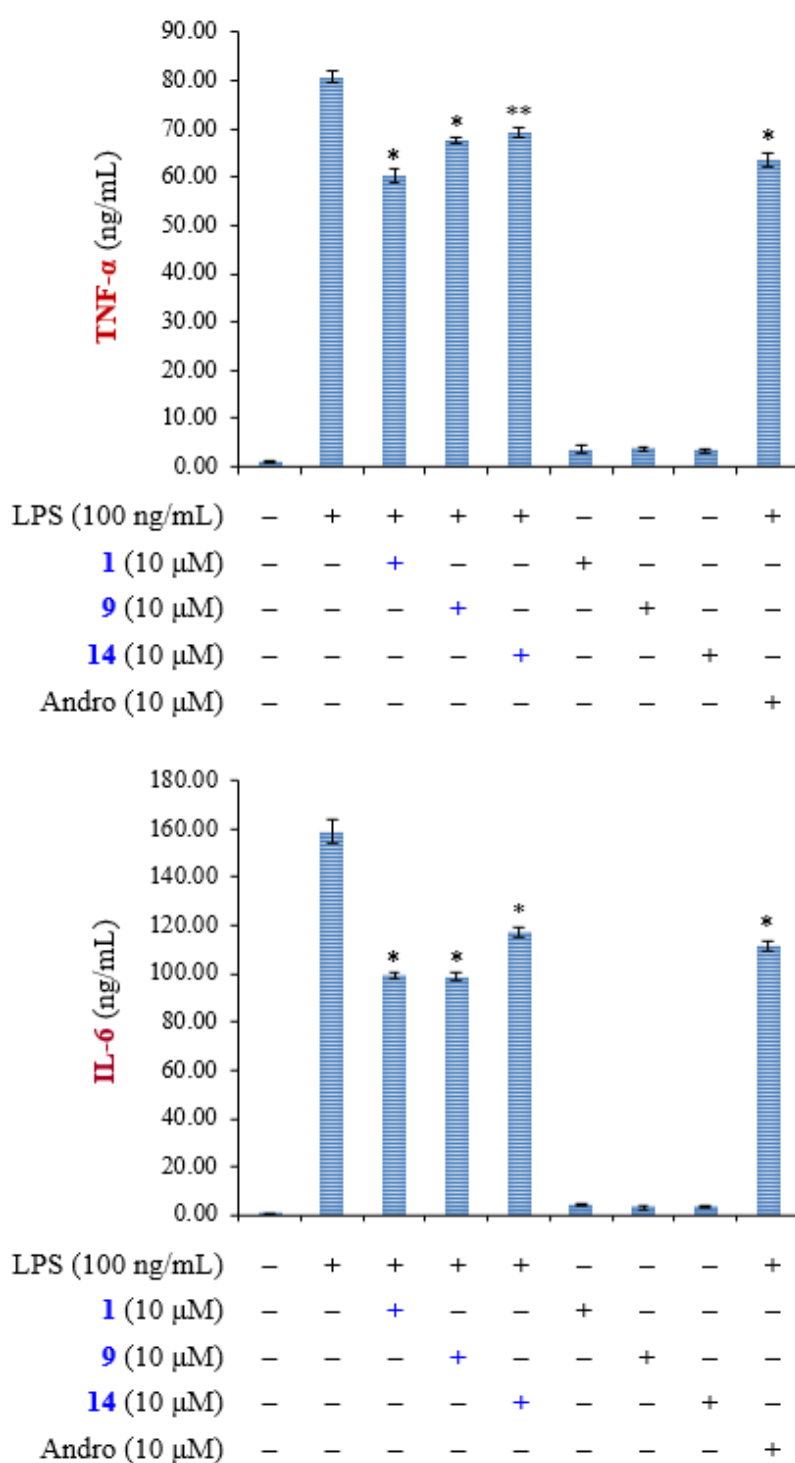 90.00
80.00
70.00
60.00
50.00
40.00
30.00
20.00
10.00
0.00
TNF-α (ng/mL)
* * ** *
LPS (100 ng/mL) – + + + + – – – +
1 (10 μM) – – + – – + – – –
9 (10 μM) – – – + – – + – –
14 (10 μM) – – – – + – – + –
Andro (10 μM) – – – – – – – – +
180.00
160.00
140.00
120.00
100.00
80.00
60.00
40.00
20.00
0.00
IL-6 (ng/mL)
* * * *
LPS (100 ng/mL) – + + + + – – – +
1 (10 μM) – – + – – + – – –
9 (10 μM) – – – + – – + – –
14 (10 μM) – – – – + – – + –
Andro (10 μM) – – – – – – – – +